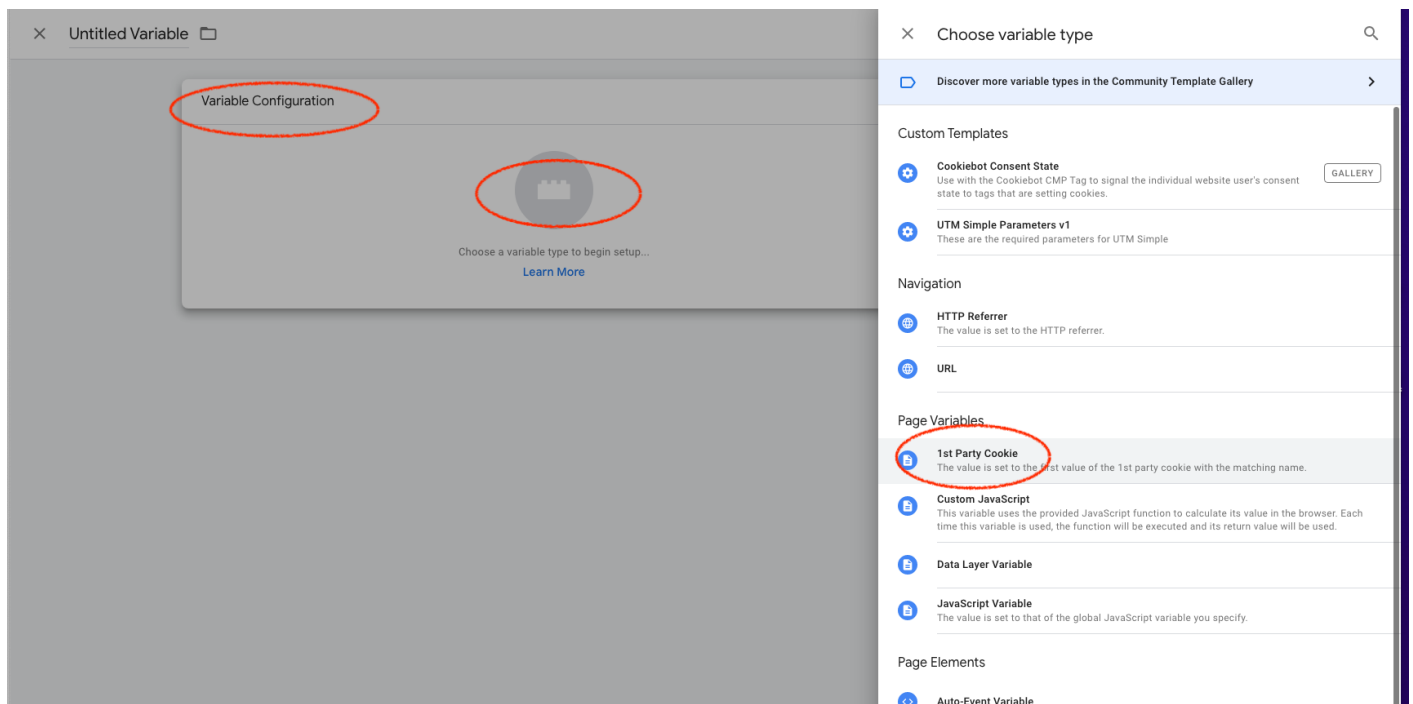 Untitled Variable
Variable Configuration
Choose a variable type to begin setup...
Learn More
Choose variable type
Discover more variable types in the Community Template Gallery
Custom Templates
Cookiebot Consent State
Use with the Cookiebot CMP Tag to signal the individual website user's consent
state to tags that are setting cookies.
GALLERY
UTM Simple Parameters v1
These are the required parameters for UTM Simple
Navigation
HTTP Referrer
The value is set to the HTTP referrer.
URL
Page Variables
1st Party Cookie
The value is set to the first value of the 1st party cookie with the matching name.
Custom JavaScript
This variable uses the provided JavaScript function to calculate its value in the browser. Each
time this variable is used, the function will be executed and its return value will be used.
Data Layer Variable
JavaScript Variable
The value is set to that of the global JavaScript variable you specify.
Page Elements
Auto-Event Variable